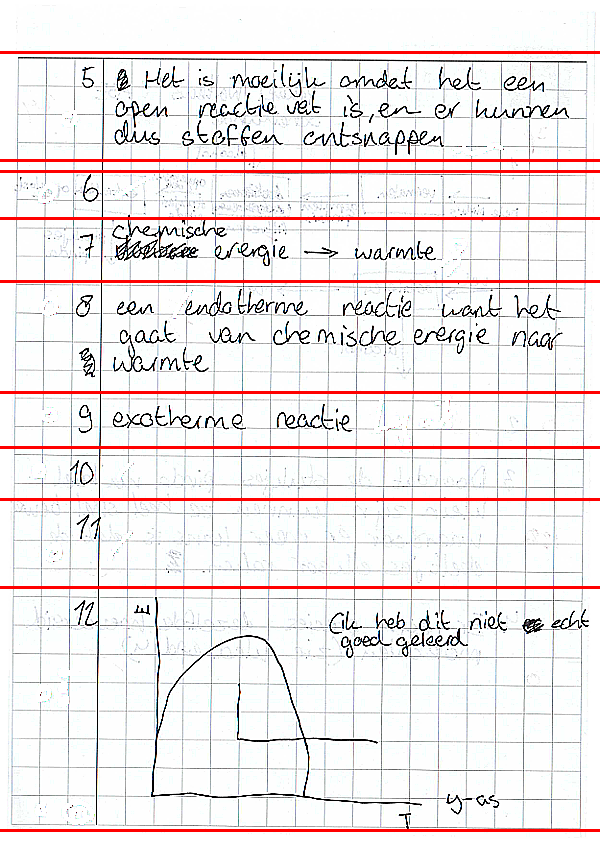 5 Het is moeilijk omdat het een
open reactie vat is, en er kunnen
dus stoffen ontsnappen
6
chemische
7 energie → warmte
8 een endotherme reactie want het
gaat van chemische energie naar
warmte
9 exotherme reactie
10
11
12 E
(ik heb dit niet echt
goed geleerd
y-as
T